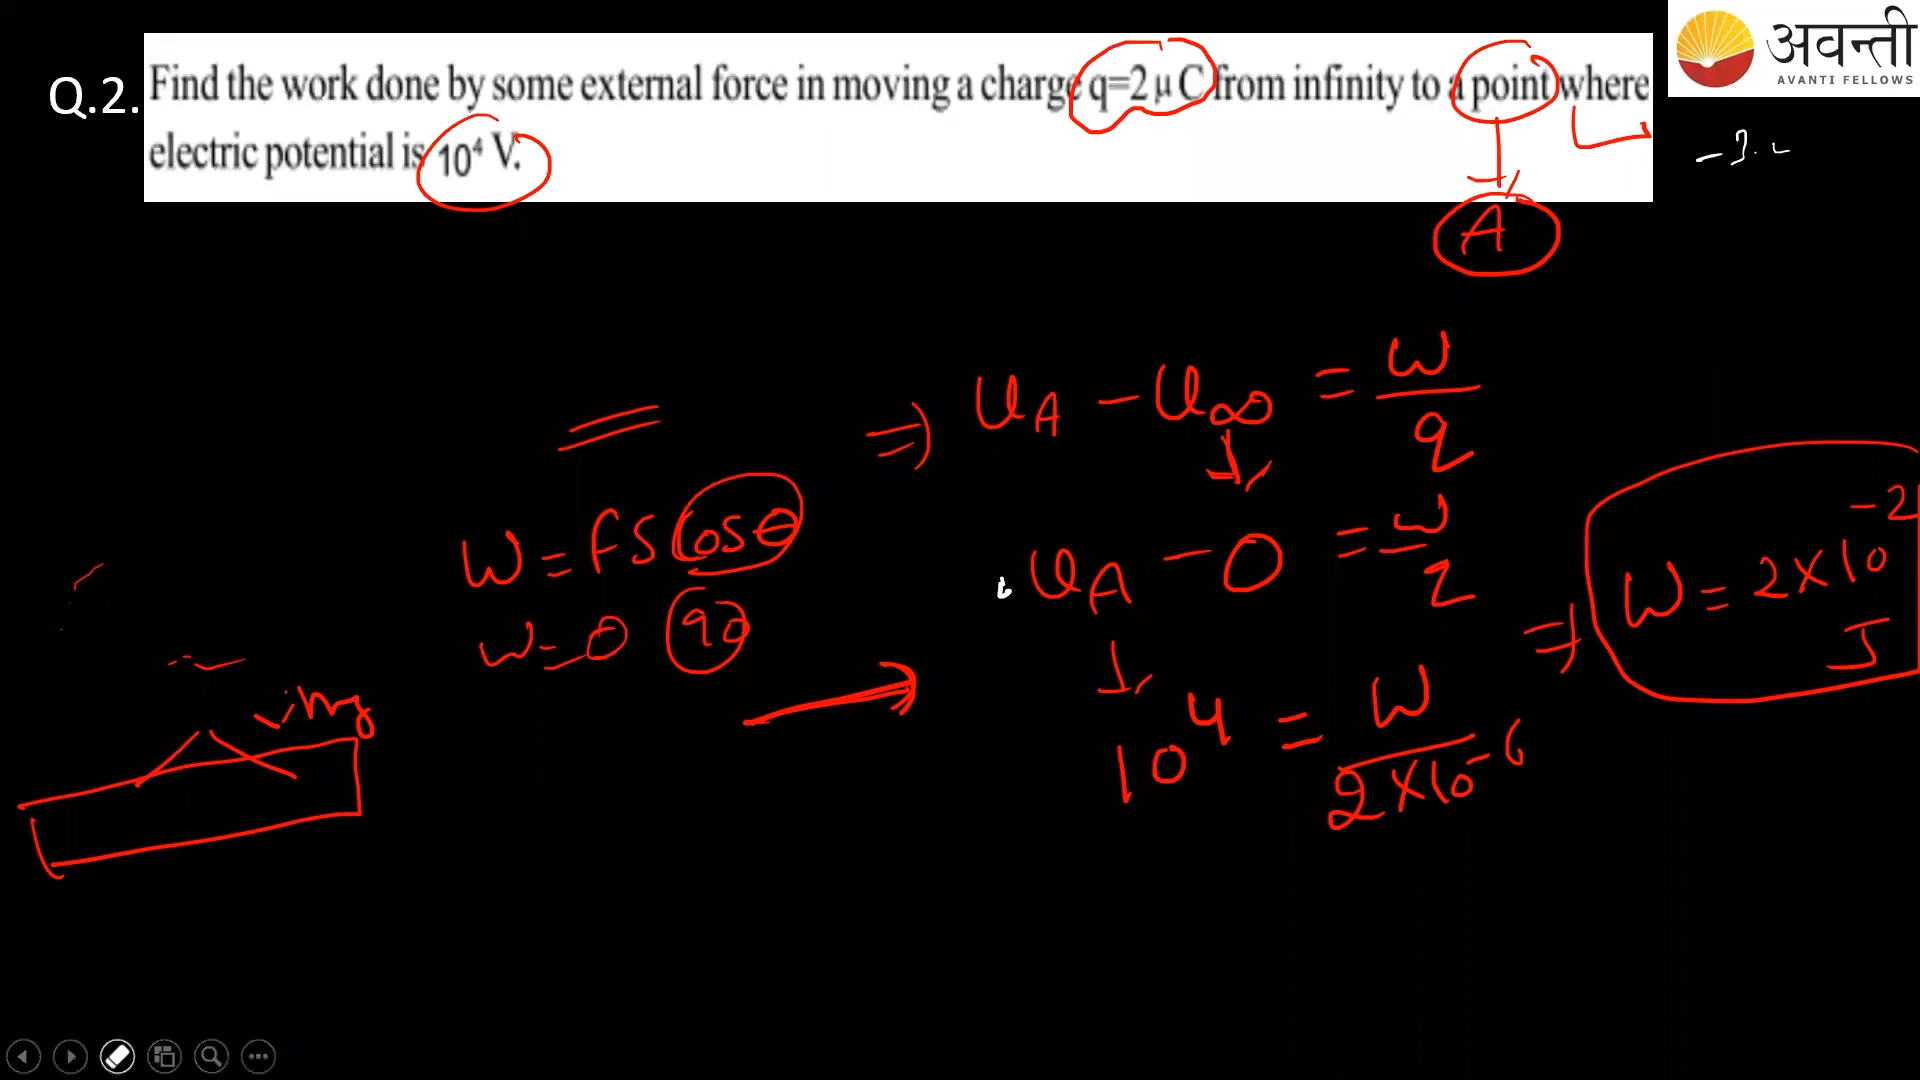 अवन्ती
AVANTI FELLOWS
Q.2. Find the work done by some external force in moving a charge q=2 μ C from infinity to a point where
electric potential is 10⁴ V.
A
⇒ U_A - U_∞ = W/q
W = FS Cosθ
U_A - 0 = W/q
W = 0 90
10⁴ = W/2×10⁻⁶
⇒ W = 2×10⁻²
J